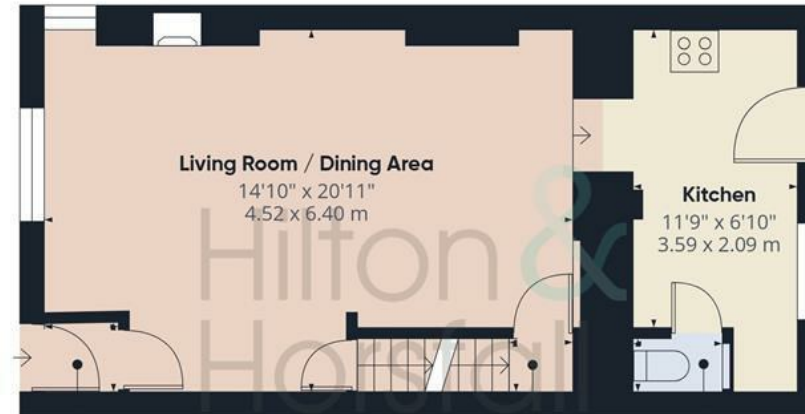 Living Room / Dining Area
14'10" x 20'11"
4.52 x 6.40 m
Kitchen
11'9" x 6'10"
3.59 x 2.09 m
Hilton &
Horsfall